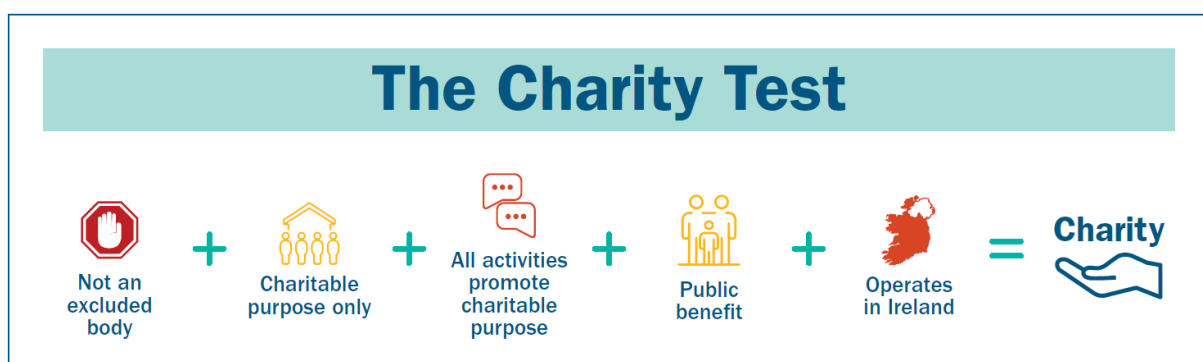 The Charity Test
Not an
excluded
body
+
Charitable
purpose only
+
All activities
promote
charitable
purpose
+
Public
benefit
+
Operates
in Ireland
=
Charity